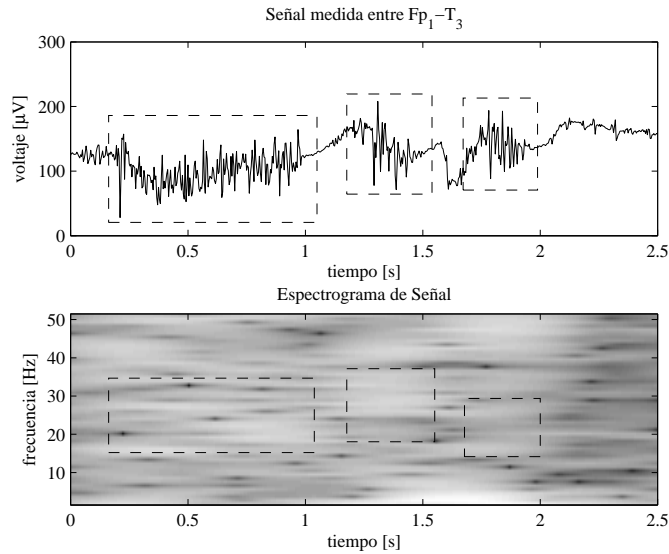 Señal medida entre Fp1−T3
300
200
100
0
voltaje [µV]
0 0.5 1 1.5 2 2.5
tiempo [s]
Espectrograma de Señal
50
40
30
20
10
frecuencia [Hz]
0 0.5 1 1.5 2 2.5
tiempo [s]